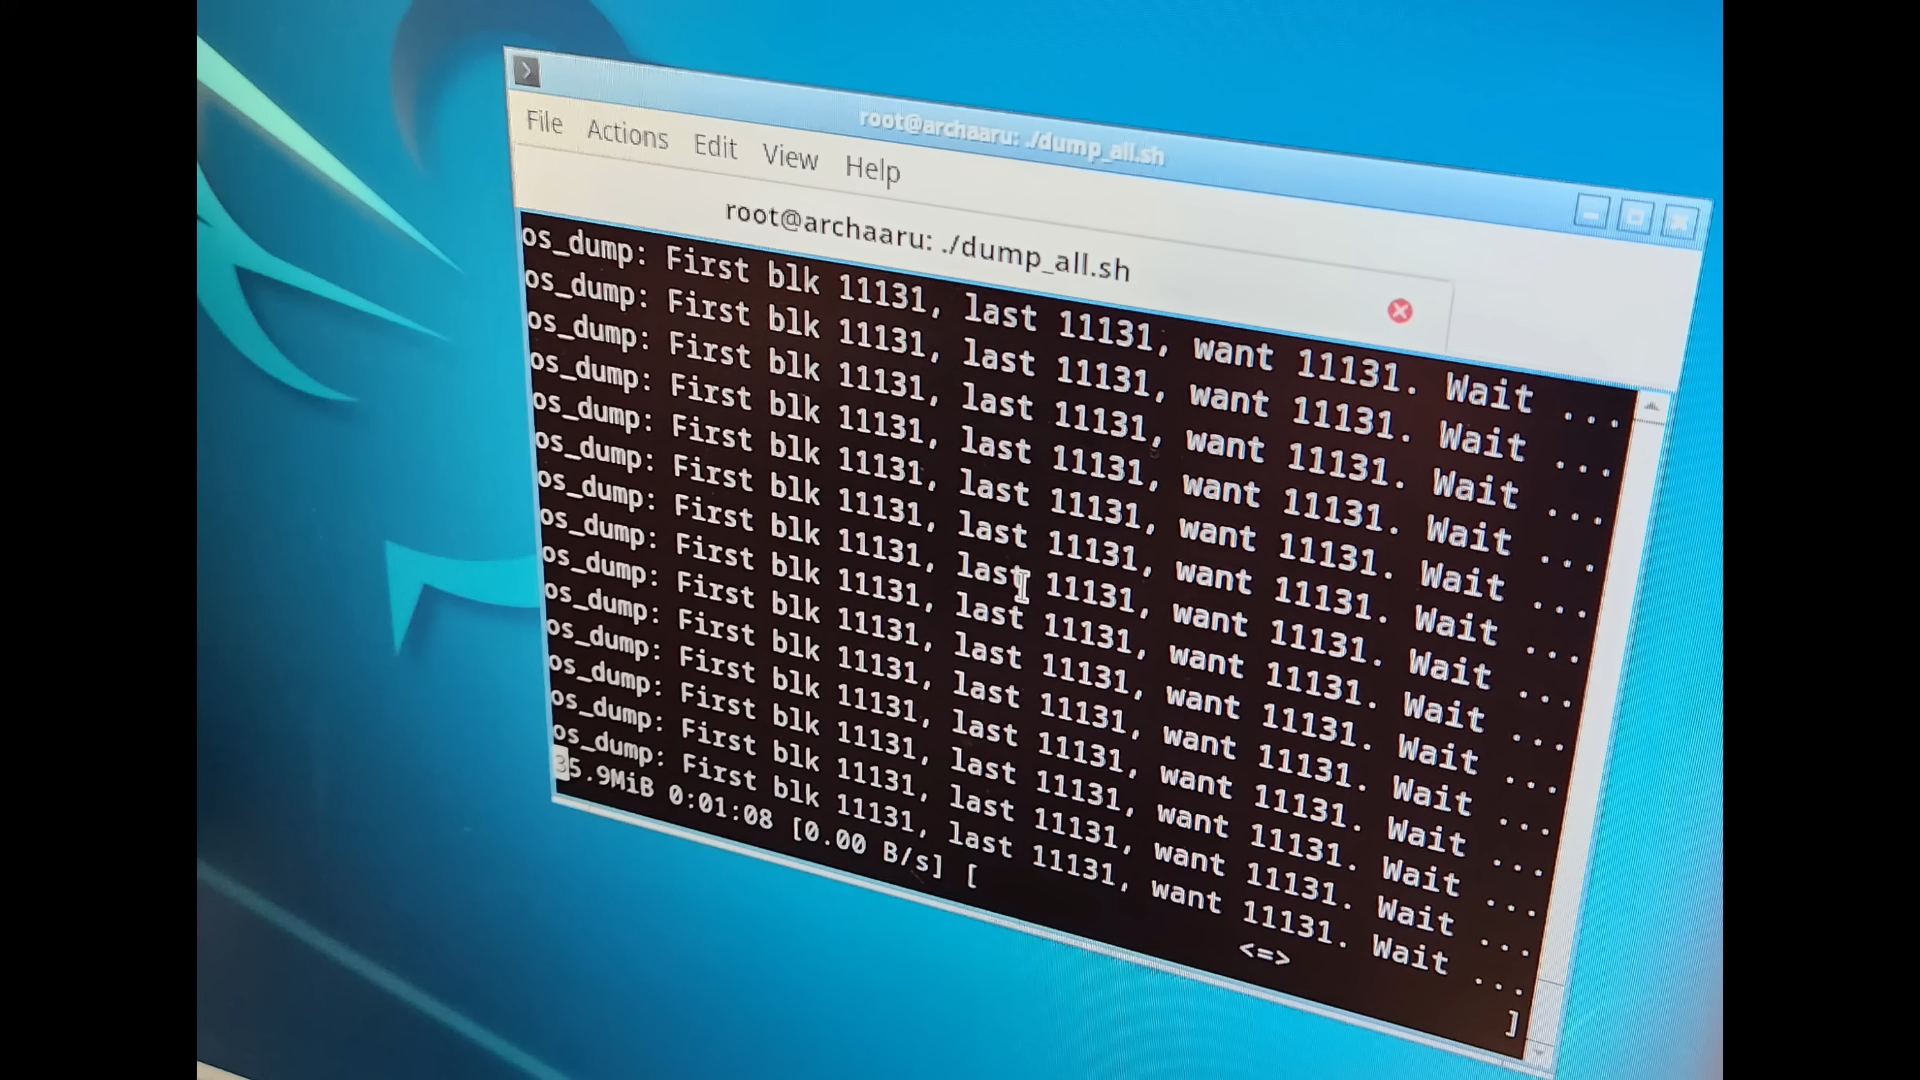 root@archaaru: ./dump_all.sh
File Actions Edit View Help
root@archaaru: ./dump_all.sh
os_dump: First blk 11131, last 11131, want 11131. Wait ...
os_dump: First blk 11131, last 11131, want 11131. Wait ...
os_dump: First blk 11131, last 11131, want 11131. Wait ...
os_dump: First blk 11131, last 11131, want 11131. Wait ...
os_dump: First blk 11131, last 11131, want 11131. Wait ...
os_dump: First blk 11131, last 11131, want 11131. Wait ...
os_dump: First blk 11131, last 11131, want 11131. Wait ...
os_dump: First blk 11131, last 11131, want 11131. Wait ...
os_dump: First blk 11131, last 11131, want 11131. Wait ...
os_dump: First blk 11131, last 11131, want 11131. Wait ...
os_dump: First blk 11131, last 11131, want 11131. Wait ...
os_dump: First blk 11131, last 11131, want 11131. Wait ...
os_dump: First blk 11131, last 11131, want 11131. Wait ...
os_dump: First blk 11131, last 11131, want 11131. Wait ...
35.9MiB 0:01:08 [0.00 B/s] [ <=> ]